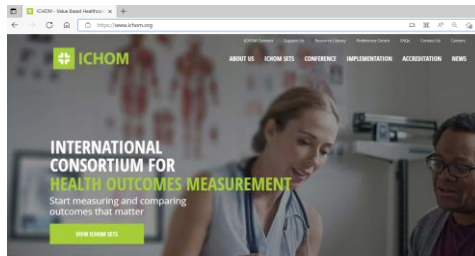 ICHOM - Value Based Healthcare
https://www.ichom.org
ICHOM Connect Support Us Resource Library Preference Centre FAQs Contact Us Careers
ICHOM
ABOUT US ICHOM SETS CONFERENCE IMPLEMENTATION ACCREDITATION NEWS
INTERNATIONAL
CONSORTIUM FOR
HEALTH OUTCOMES MEASUREMENT
Start measuring and comparing
outcomes that matter
VIEW ICHOM SETS